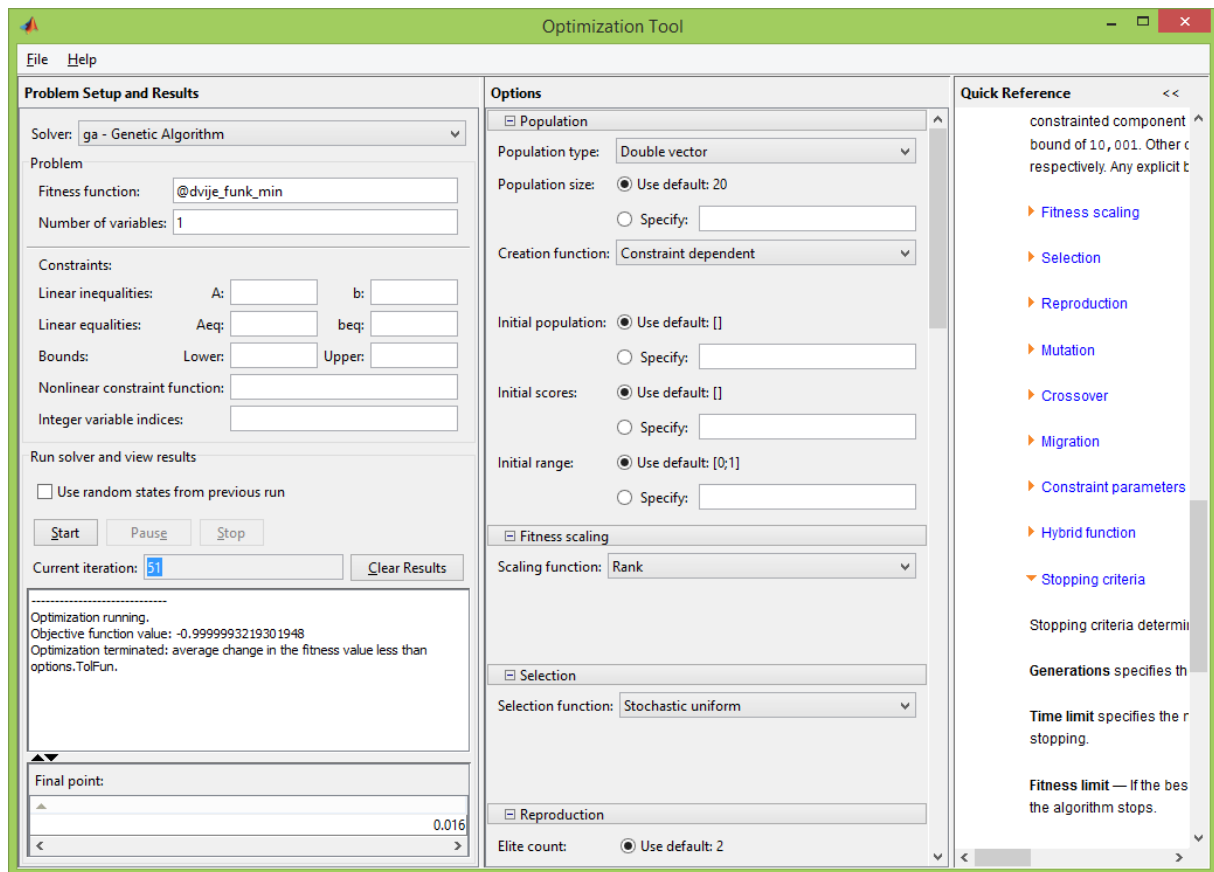 Optimization Tool
File Help
Problem Setup and Results
Solver: ga - Genetic Algorithm
Problem
Fitness function: @dvije_funk_min
Number of variables: 1
Constraints:
Linear inequalities: A: b:
Linear equalities: Aeq: beq:
Bounds: Lower: Upper:
Nonlinear constraint function:
Integer variable indices:
Run solver and view results
Use random states from previous run
Start Pause Stop
Current iteration: 51 Clear Results
------------------------------
Optimization running.
Objective function value: -0.9999993219301948
Optimization terminated: average change in the fitness value less than
options.TolFun.
Final point:
0.016
Options
Population
Population type: Double vector
Population size: Use default: 20
Specify:
Creation function: Constraint dependent
Initial population: Use default: []
Specify:
Initial scores: Use default: []
Specify:
Initial range: Use default: [0;1]
Specify:
Fitness scaling
Scaling function: Rank
Selection
Selection function: Stochastic uniform
Reproduction
Elite count: Use default: 2
Quick Reference <<
constrainted component
bound of 10,001. Other
respectively. Any explicit
Fitness scaling
Selection
Reproduction
Mutation
Crossover
Migration
Constraint parameters
Hybrid function
Stopping criteria
Stopping criteria
Generations specifies
Time limit specifies the
stopping.
Fitness limit — If the
the algorithm stops.